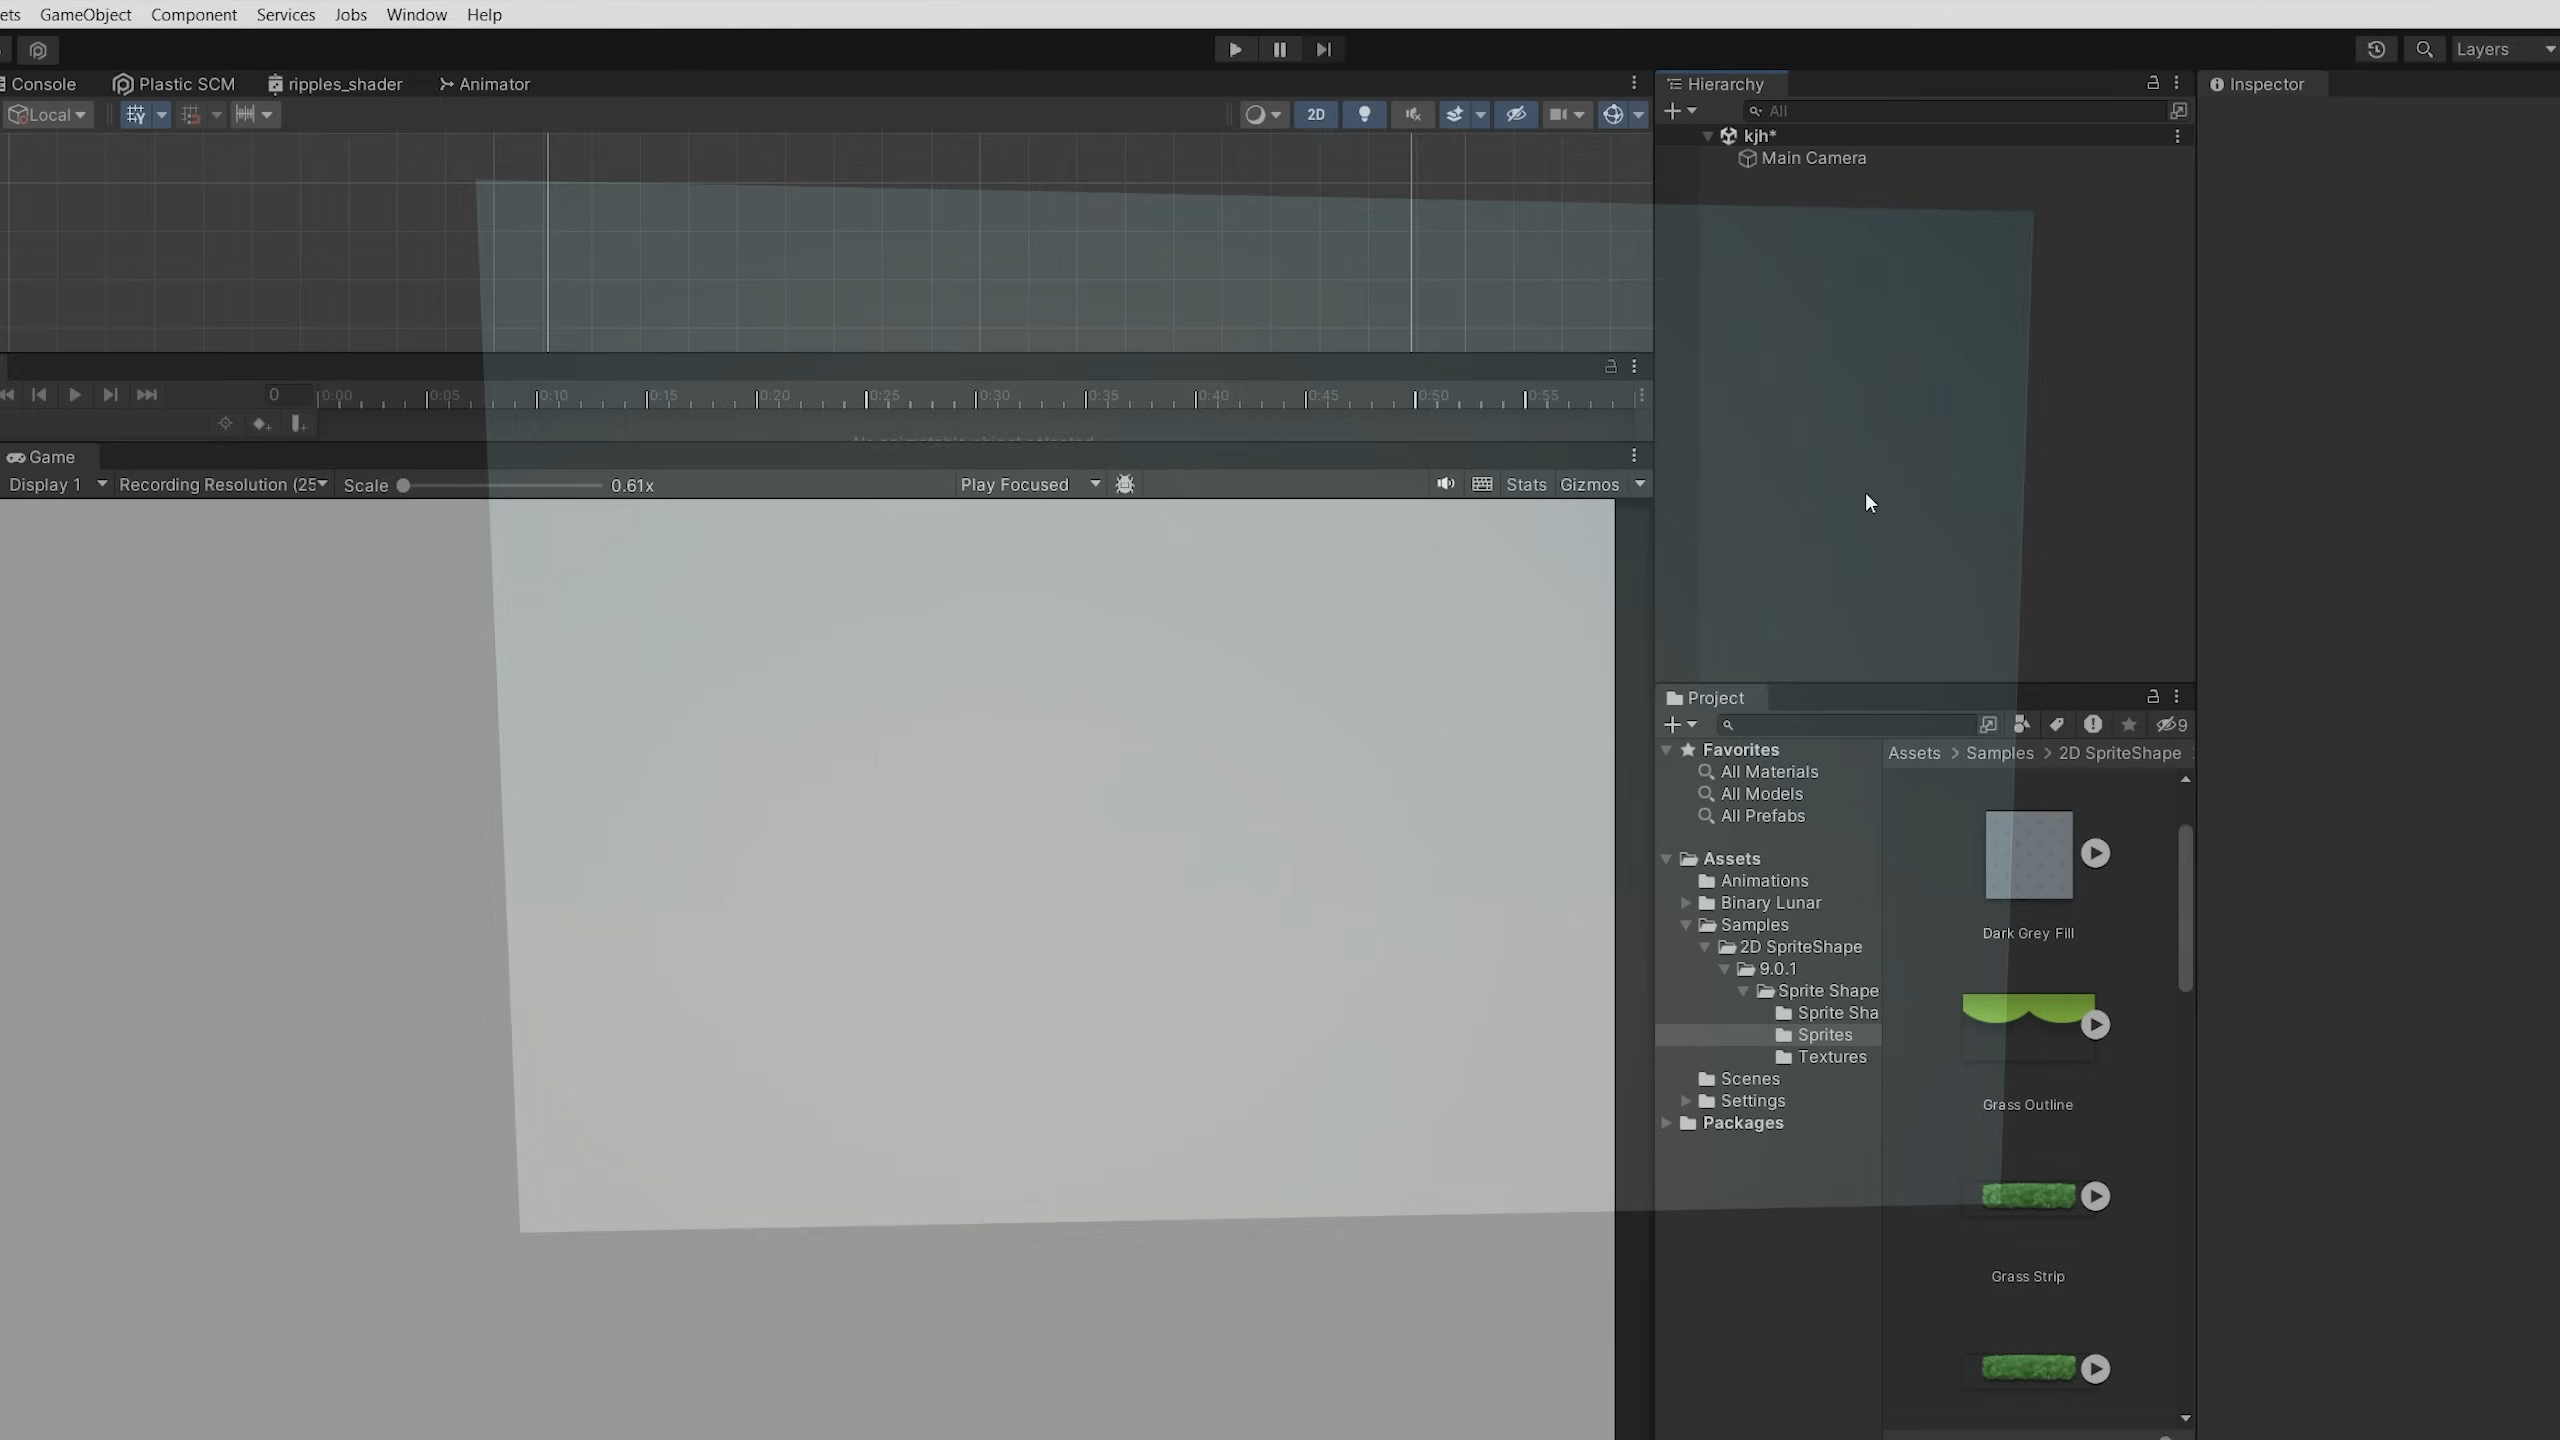 ets GameObject Component Services Jobs Window Help
Layers
Console Plastic SCM ripples_shader Animator
Hierarchy
Inspector
Local
2D
All
kjh*
Main Camera
0 0:00 0:05 0:10 0:15 0:20 0:25 0:30 0:35 0:40 0:45 0:50 0:55
No animatable object selected
Game
Display 1 Recording Resolution (25 Scale 0.61x Play Focused Stats Gizmos
Project
9
Favorites
All Materials
All Models
All Prefabs
Assets
Animations
Binary Lunar
Samples
2D SpriteShape
9.0.1
Sprite Shape
Sprite Sha
Sprites
Textures
Scenes
Settings
Packages
Assets > Samples > 2D SpriteShape
Dark Grey Fill
Grass Outline
Grass Strip